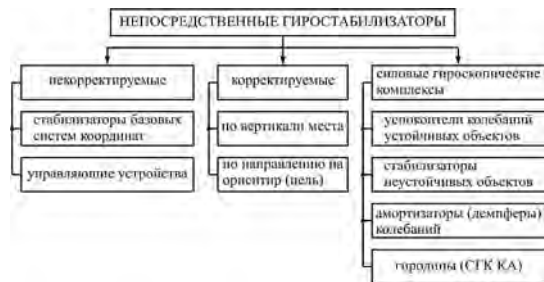 НЕПОСРЕДСТВЕННЫЕ ГИРОСТАБИЛИЗАТОРЫ
некорректируемые
стабилизаторы базовых
систем координат
управляющие устройства
корректируемые
по вертикали места
по направлению на
ориентир (цель)
силовые гироскопические
комплексы
успокоители колебаний
устойчивых объектов
стабилизаторы
неустойчивых объектов
амортизаторы (демпферы)
колебаний
городины (СГК КА)